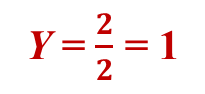 Y = 2/2 = 1